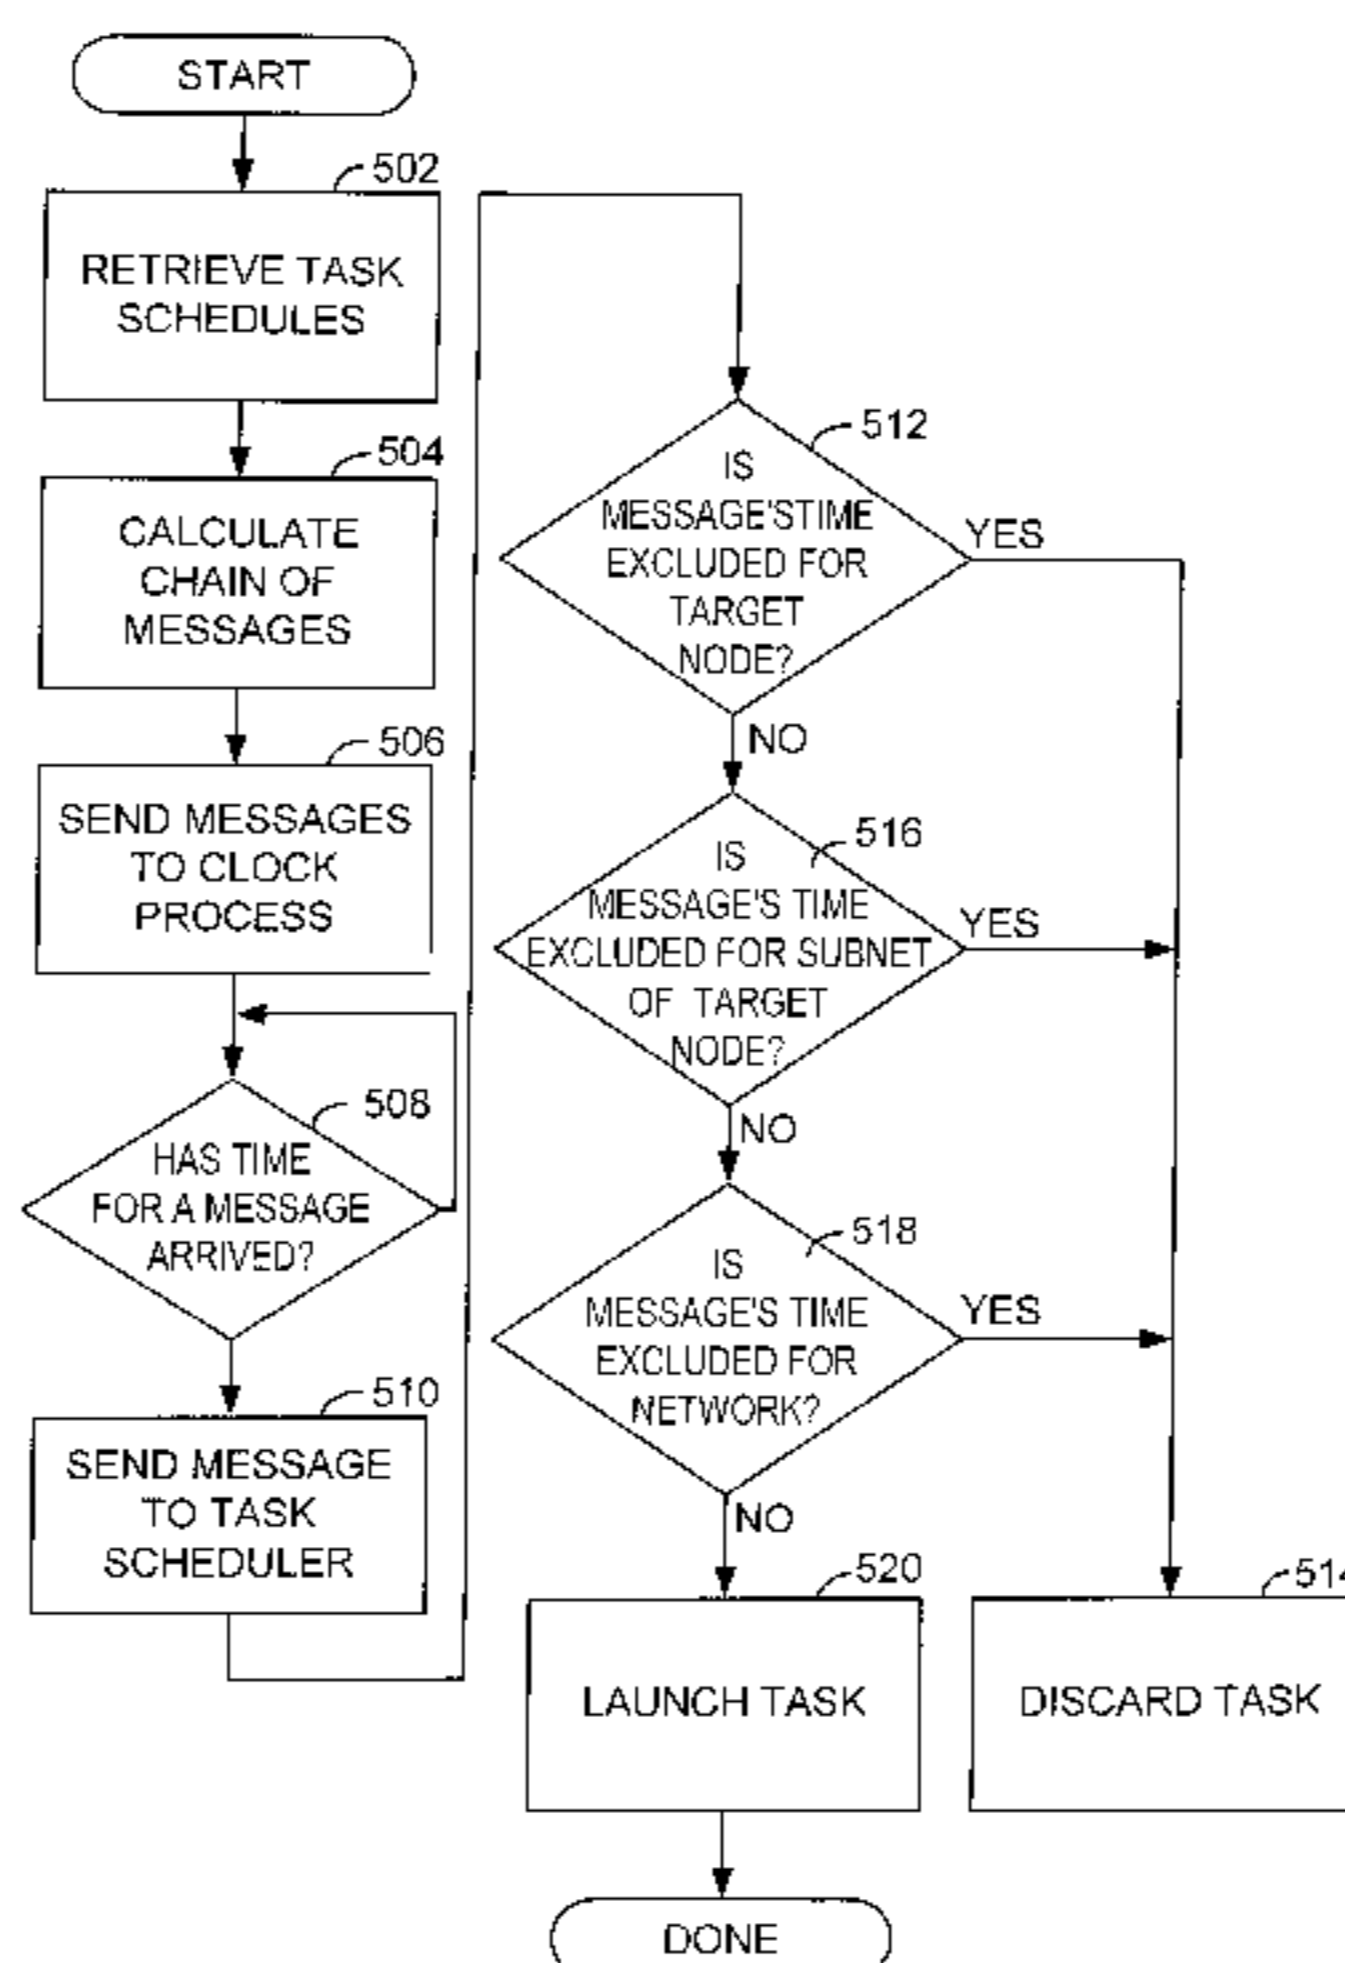 START
502
RETRIEVE TASK
SCHEDULES
504
CALCULATE
CHAIN OF
MESSAGES
506
SEND MESSAGES
TO CLOCK
PROCESS
508
HAS TIME
FOR A MESSAGE
ARRIVED?
510
SEND MESSAGE
TO TASK
SCHEDULER
512
IS
MESSAGE'STIME
EXCLUDED FOR
TARGET
NODE?
YES
NO
516
IS
MESSAGE'S TIME
EXCLUDED FOR SUBNET
OF TARGET
NODE?
YES
NO
518
IS
MESSAGE'S TIME
EXCLUDED FOR
NETWORK?
YES
NO
520
LAUNCH TASK
514
DISCARD TASK
DONE